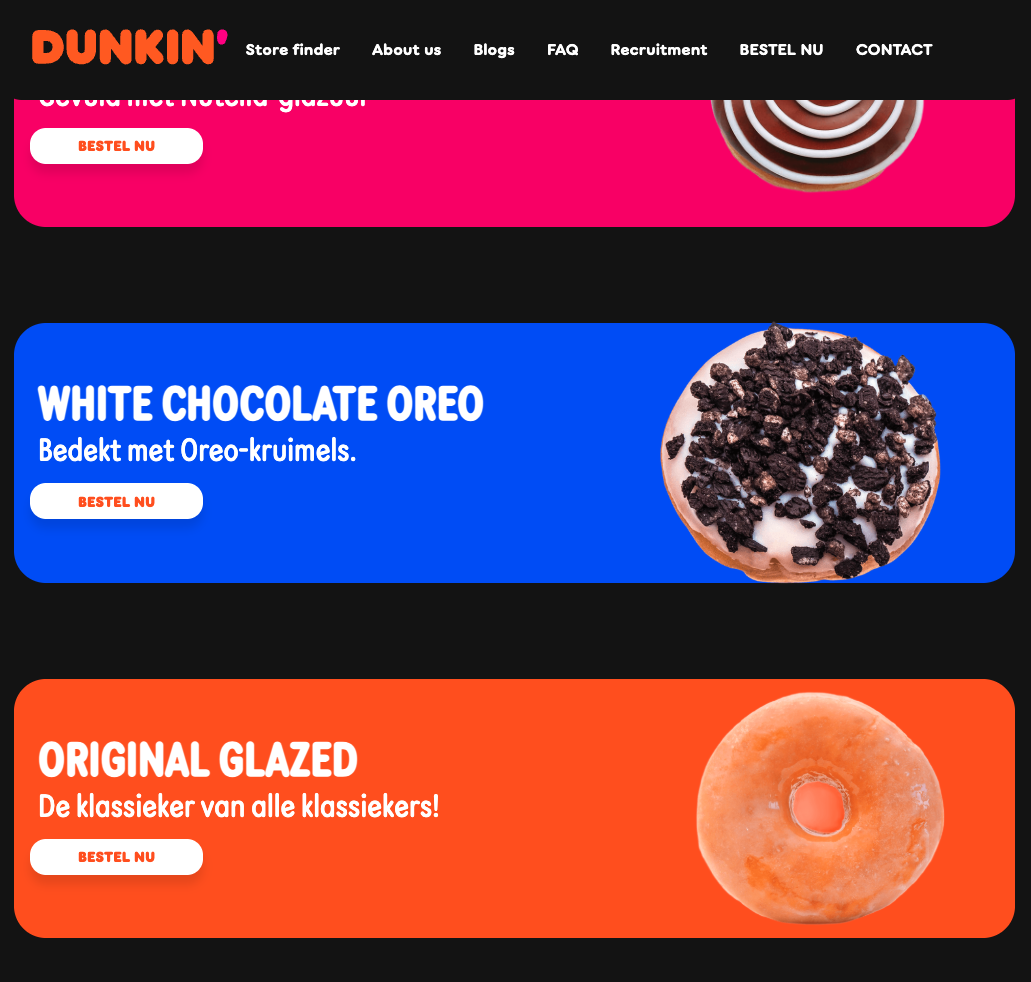 DUNKIN'
Store finder About us Blogs FAQ Recruitment BESTEL NU CONTACT
Gevuld met Nutella-glazuur
BESTEL NU
WHITE CHOCOLATE OREO
Bedekt met Oreo-kruimels.
BESTEL NU
ORIGINAL GLAZED
De klassieker van alle klassiekers!
BESTEL NU